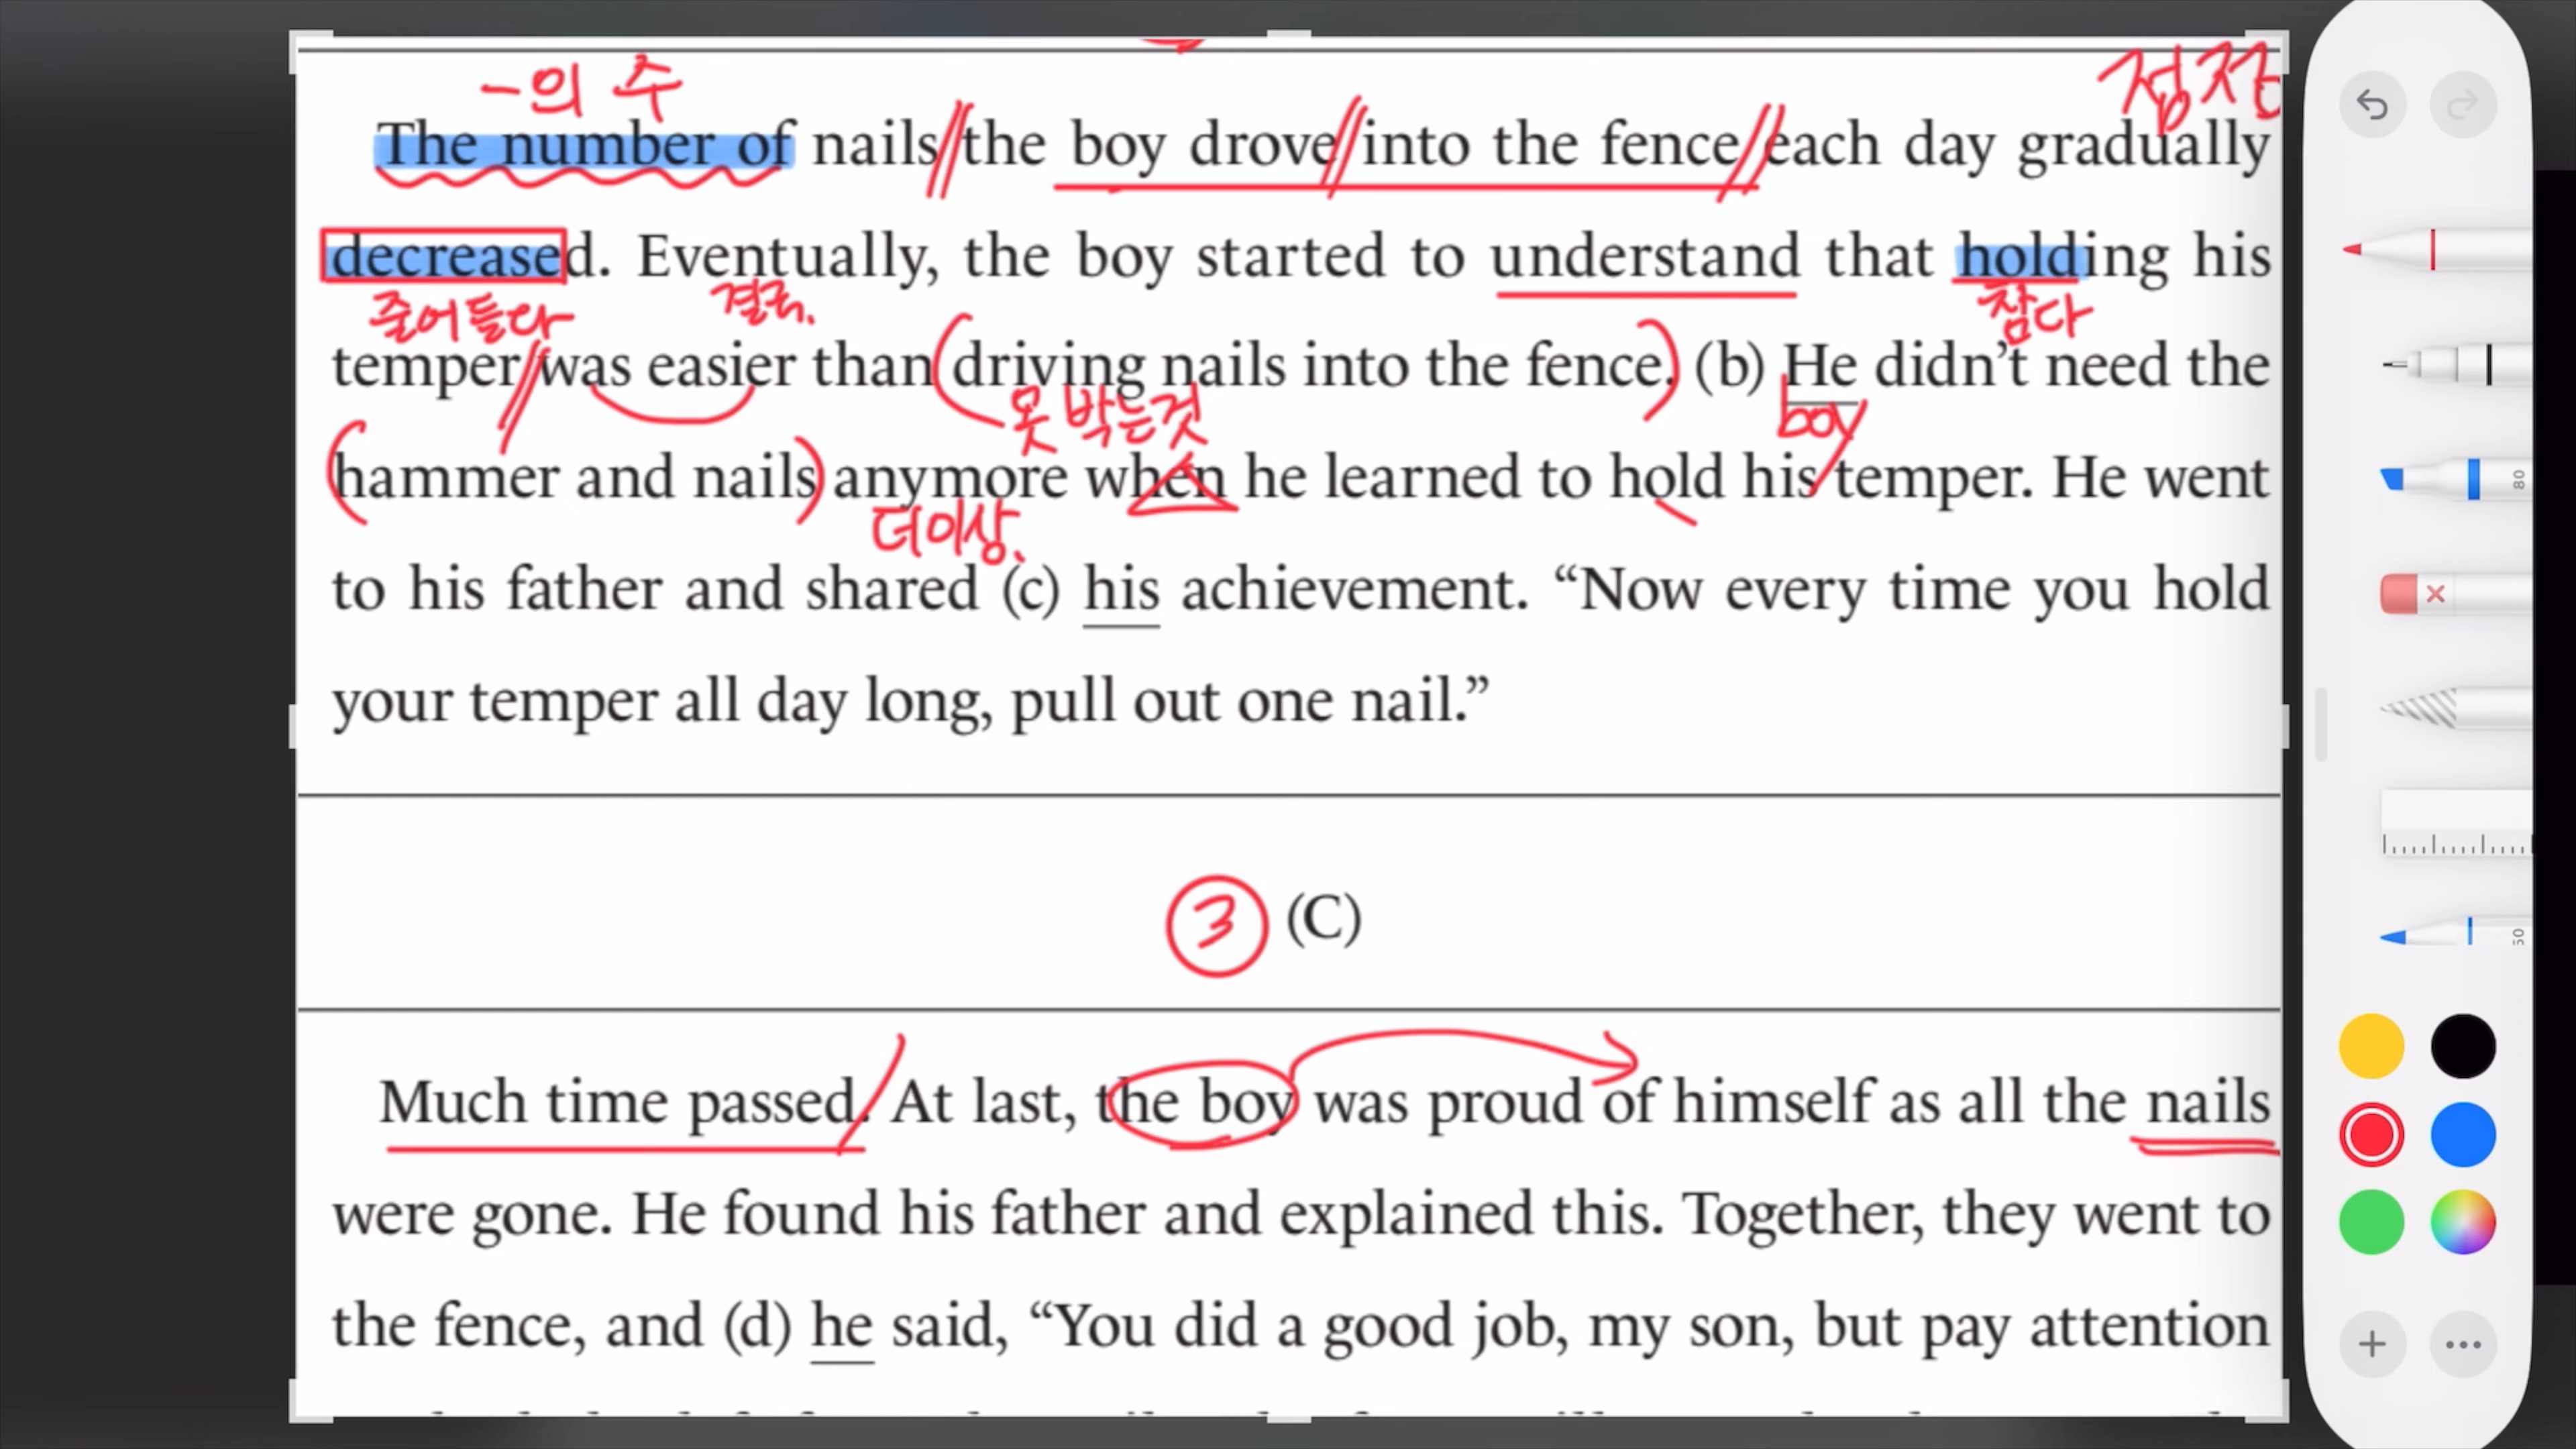 -의 수
점진
The number of nails the boy drove into the fence each day gradually
decreased. Eventually, the boy started to understand that holding his
줄어들다
결국.
참다
temper was easier than driving nails into the fence. (b) He didn't need the
못 박는것
boy
hammer and nails anymore when he learned to hold his temper. He went
더이상.
to his father and shared (c) his achievement. “Now every time you hold
your temper all day long, pull out one nail.”
3 (C)
Much time passed. At last, the boy was proud of himself as all the nails
were gone. He found his father and explained this. Together, they went to
the fence, and (d) he said, “You did a good job, my son, but pay attention
80
50